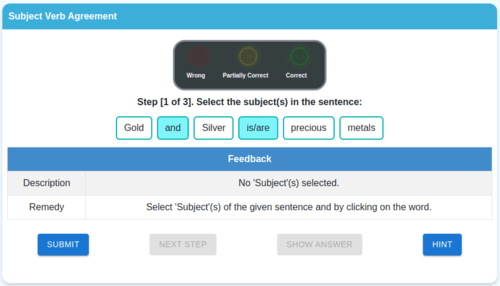 Subject Verb Agreement
Wrong Partially Correct Correct
Step [1 of 3]. Select the subject(s) in the sentence:
Gold and Silver is/are precious metals
Feedback
Description No 'Subject'(s) selected.
Remedy Select 'Subject'(s) of the given sentence and by clicking on the word.
SUBMIT NEXT STEP SHOW ANSWER HINT